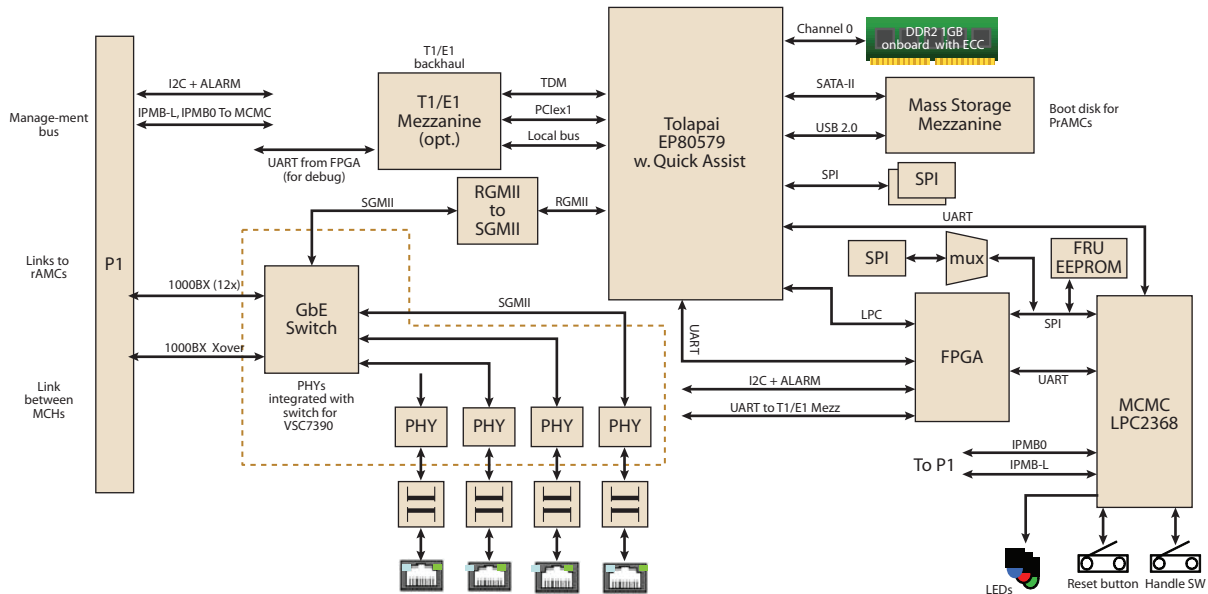 Management bus
Links to
rAMCs
Link
between
MCHs
P1
I2C + ALARM
IPMB-L, IPMB0 To MCMC
UART from FPGA
(for debug)
1000BX (12x)
1000BX Xover
T1/E1
backhaul
T1/E1
Mezzanine
(opt.)
TDM
PCIex1
Local bus
SGMII
RGMII
to
SGMII
RGMII
GbE
Switch
PHYs
integrated with
switch for
VSC7390
SGMII
PHY
PHY
PHY
PHY
Tolapai
EP80579
w. Quick Assist
Channel 0
DDR2 1GB
onboard with ECC
SATA-II
USB 2.0
Mass Storage
Mezzanine
Boot disk for
PrAMCs
SPI
SPI
UART
SPI
mux
FRU
EEPROM
LPC
UART
FPGA
SPI
UART
I2C + ALARM
UART to T1/E1 Mezz
MCMC
LPC2368
To P1
IPMB0
IPMB-L
LEDs
Reset button
Handle SW